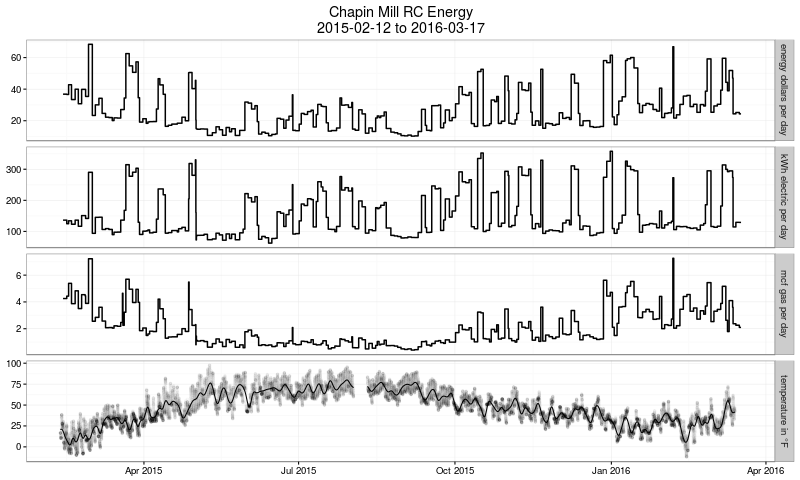 Chapin Mill RC Energy
2015-02-12 to 2016-03-17
60
40
20
energy dollars per day
300
200
100
kWh electric per day
6
4
2
mcf gas per day
100
75
50
25
0
temperature in °F
Apr 2015
Jul 2015
Oct 2015
Jan 2016
Apr 2016